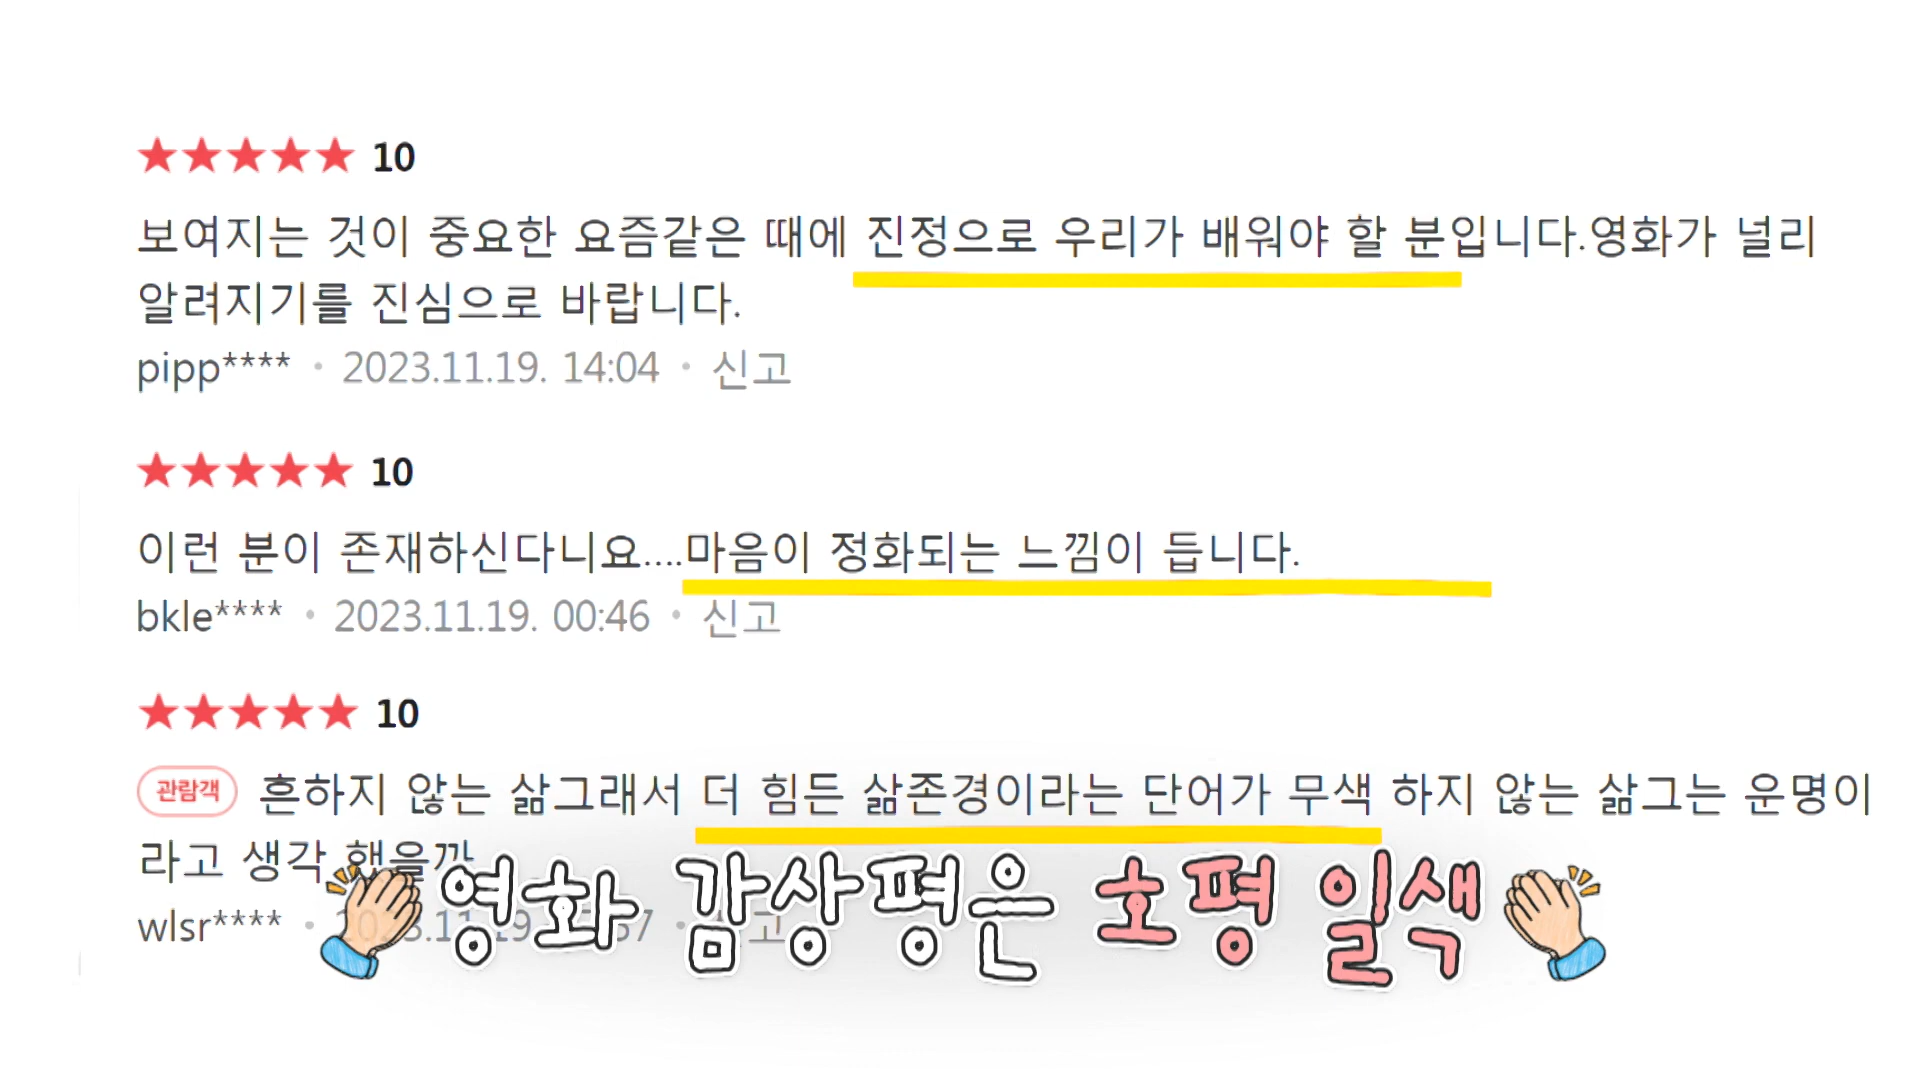 10
보여지는 것이 중요한 요즘같은 때에 진정으로 우리가 배워야 할 분입니다.영화가 널리
알려지기를 진심으로 바랍니다.
pipp**** · 2023.11.19. 14:04 · 신고
10
이런 분이 존재하신다니요....마음이 정화되는 느낌이 듭니다.
bkle**** · 2023.11.19. 00:46 · 신고
10
관람객 흔하지 않는 삶그래서 더 힘든 삶존경이라는 단어가 무색 하지 않는 삶그는 운명이
라고 생각 했을까
wlsr****
영화 감상평은 호평 일색